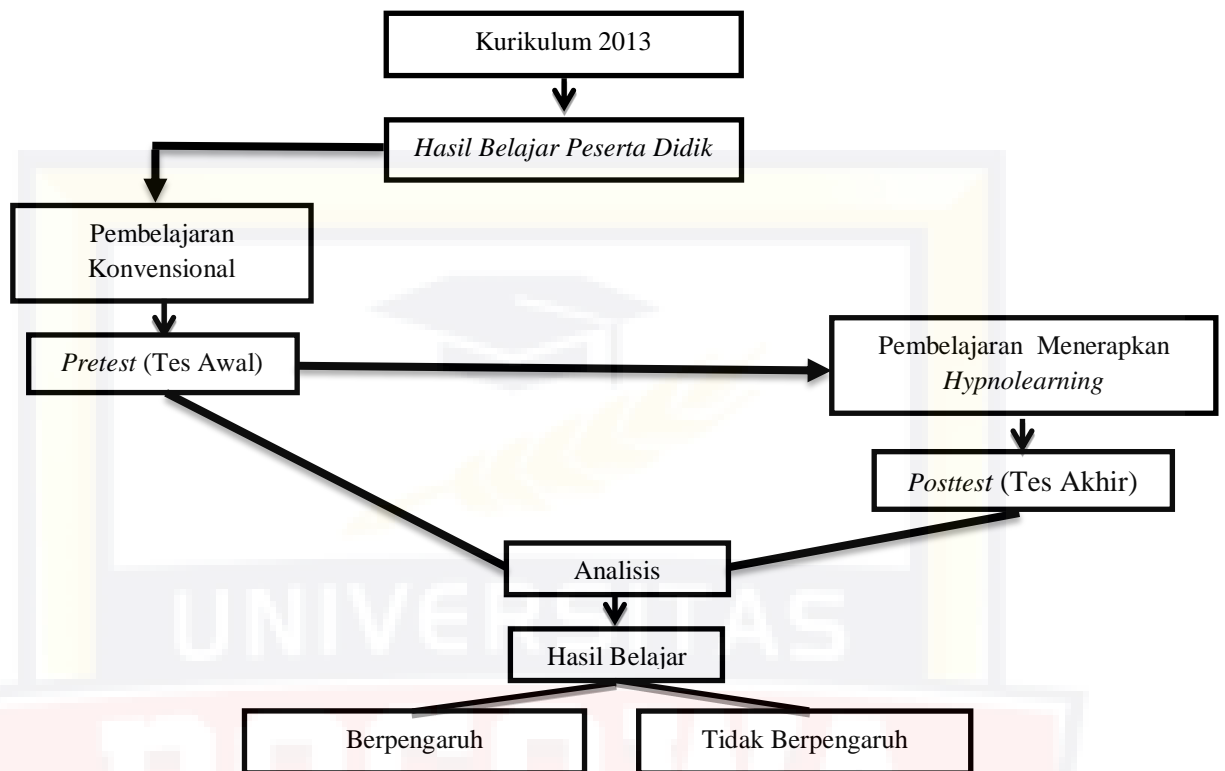 Kurikulum 2013
Hasil Belajar Peserta Didik
Pembelajaran
Konvensional
Pretest (Tes Awal)
Pembelajaran Menerapkan
Hypnolearning
Posttest (Tes Akhir)
Analisis
UNIVERSITAS
Hasil Belajar
Berpengaruh
Tidak Berpengaruh